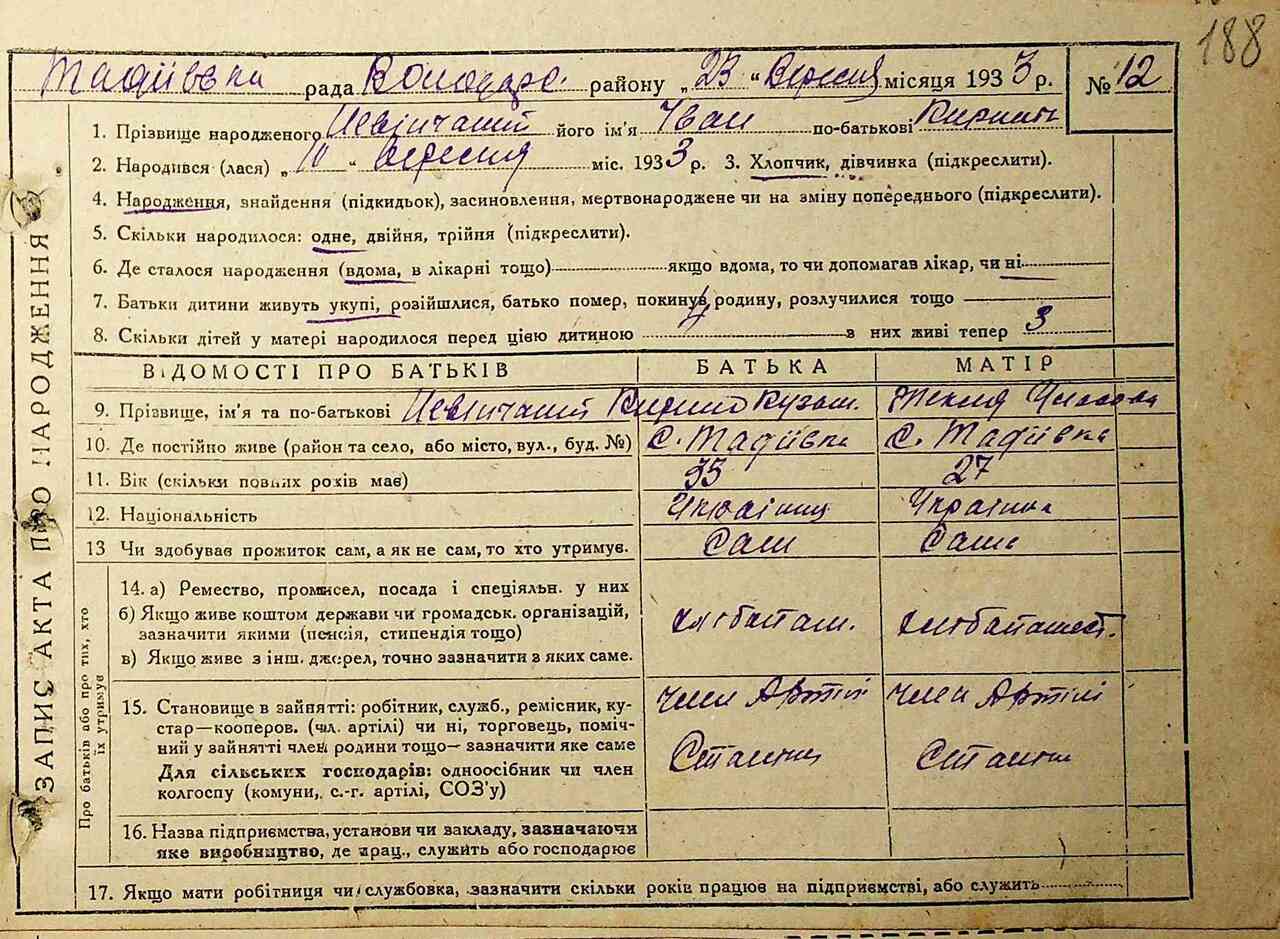 188
Тадіївка рада Володарс. району „23" Вересня місяця 1933 р. № 12
1. Прізвище народженого його ім'я Іван по-батькові
2. Народився (лася) „10" вересня міс. 1933 р. 3. Хлопчик, дівчинка (підкреслити).
4. Народження, знайдення (підкидьок), засиновлення, мертвонароджене чи на зміну попереднього (підкреслити).
5. Скільки народилося: одне, двійня, трійня (підкреслити).
6. Де сталося народження (вдома, в лікарні тощо) якщо вдома, то чи допомагав лікар, чи ні
7. Батьки дитини живуть укупі, розійшлися, батько помер, покинув родину, розлучилися тощо
8. Скільки дітей у матері народилося перед цією дитиною 4 в них живі тепер 3
ЗАПИС АКТА ПРО НАРОДЖЕННЯ
ВІДОМОСТІ ПРО БАТЬКІВ БАТЬКА МАТІР
9. Прізвище, ім'я та по-батькові Кирило Кузьм.
10. Де постійно живе (район та село, або місто, вул., буд. №) С. Тадіївка С. Тадіївка
11. Вік (скільки повних років має) 35 27
12. Національність Українка
13 Чи здобував прожиток сам, а як не сам, то хто утримує. Сам Сама
Про батьків або про тих, хто їх утримує
14. а) Ремество, промисел, посада і спеціяльн. у них
б) Якщо живе коштом держави чи громадськ. організацій,
зазначити якими (пенсія, стипендія тощо)
в) Якщо живе з інш. джерел, точно зазначити з яких саме.
15. Становище в зайнятті: робітник, служб., ремісник, ку-
стар—кооперов. (чл. артілі) чи ні, торговець, поміч-
ний у зайнятті член родини тощо— зазначити яке саме
член Артілі член Артілі
Для сільських господарів: одноосібник чи член
колгоспу (комуни, с.-г. артілі, СОЗ'у)
16. Назва підприємства, установи чи закладу, зазначаючи
яке виробництво, де прац., служить або господарює
17. Якщо мати робітниця чи службовка, зазначити скільки років працює на підприємстві, або служить